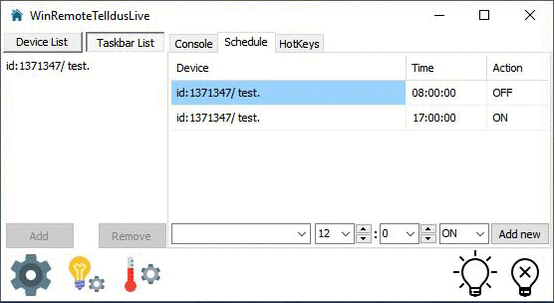 WinRemoteTelldusLive
Device List
Taskbar List
Console
Schedule
HotKeys
id:1371347/ test.
Device
Time
Action
id:1371347/ test.
08:00:00
OFF
id:1371347/ test.
17:00:00
ON
Add
Remove
12
:
0
ON
Add new